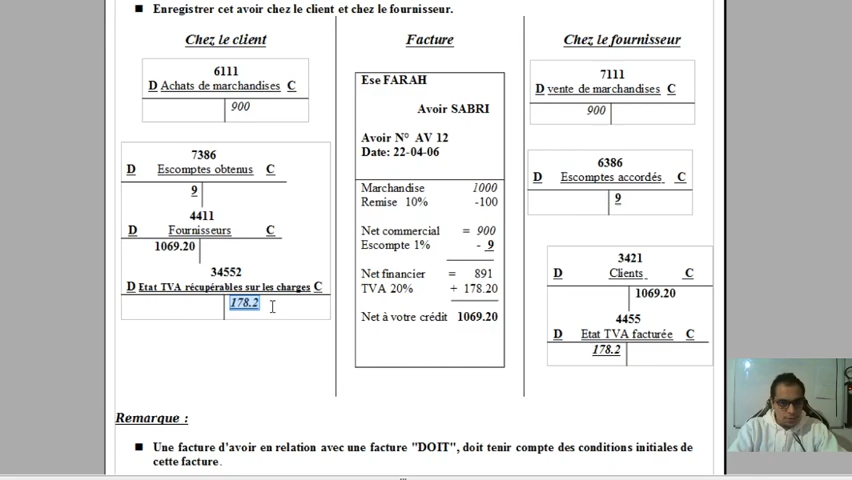 ■ Enregistrer cet avoir chez le client et chez le fournisseur.
Chez le client
6111
D Achats de marchandises C
900
7386
D Escomptes obtenus C
9
4411
D Fournisseurs C
1069.20
34552
D Etat TVA récupérables sur les charges C
178.2
Facture
Ese FARAH
Avoir SABRI
Avoir N° AV 12
Date: 22-04-06
Marchandise 1000
Remise 10% -100
Net commercial = 900
Escompte 1% - 9
Net financier = 891
TVA 20% + 178.20
Net à votre crédit 1069.20
Chez le fournisseur
7111
D vente de marchandises C
900
6386
D Escomptes accordés C
9
3421
D Clients C
1069.20
4455
D Etat TVA facturée C
178.2
Remarque :
■ Une facture d'avoir en relation avec une facture "DOIT", doit tenir compte des conditions initiales de
cette facture.